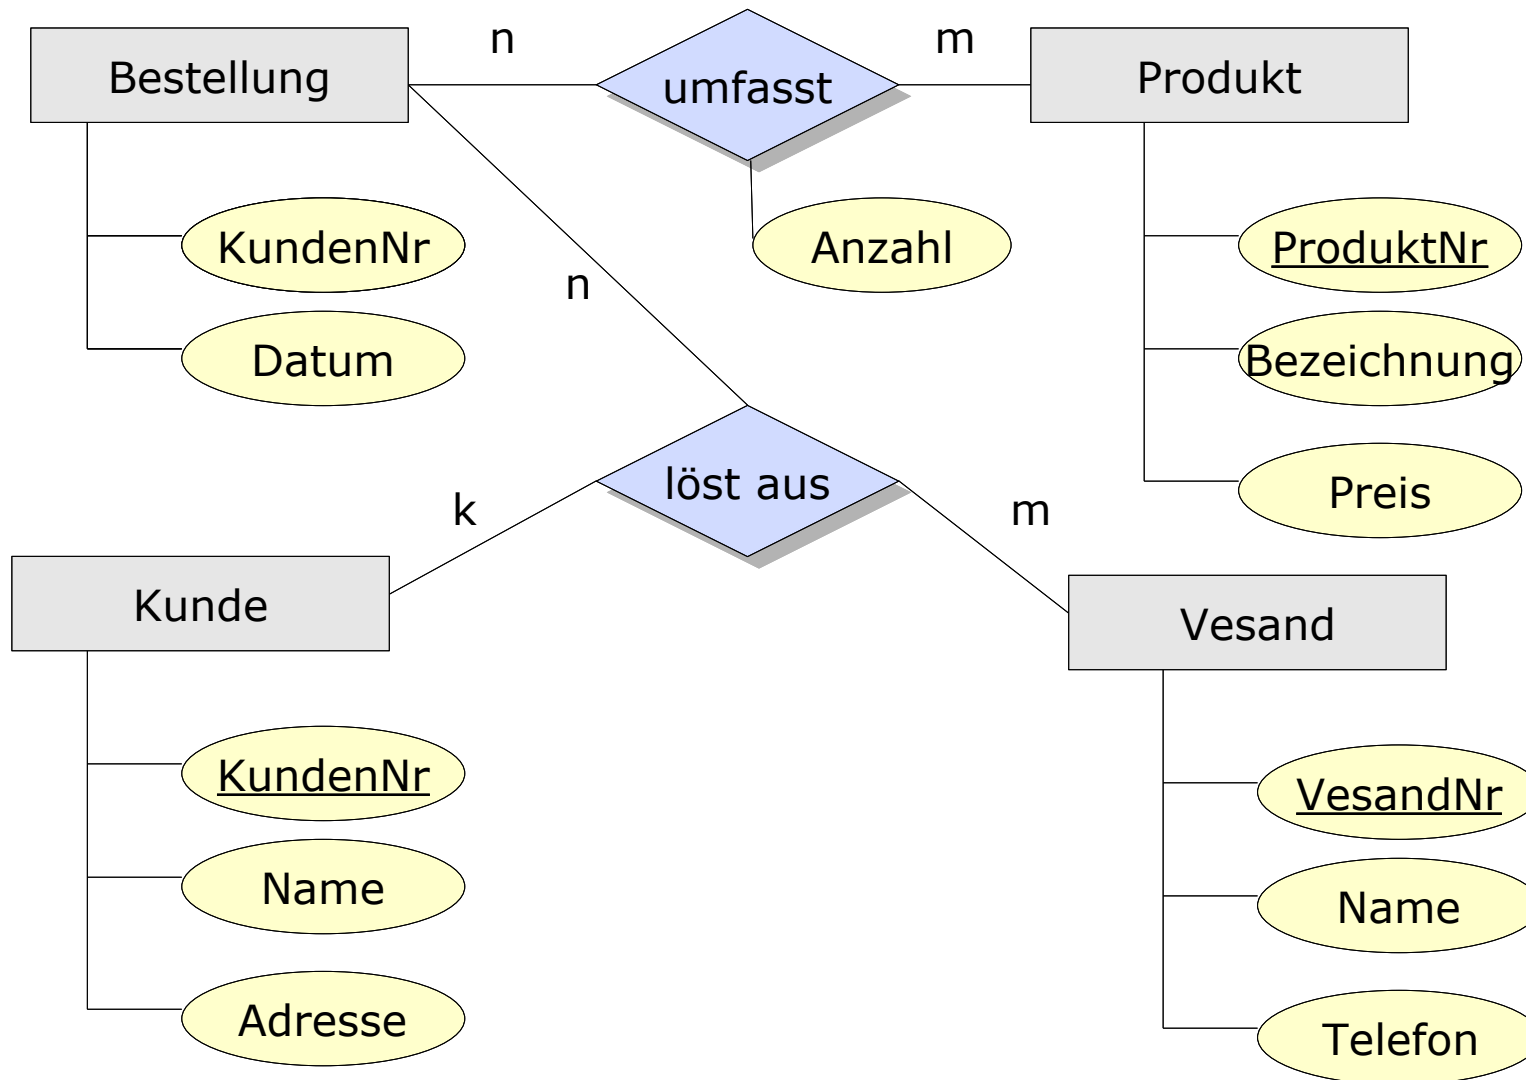 n
m
Bestellung
umfasst
Produkt
KundenNr
Anzahl
ProduktNr
n
Datum
Bezeichnung
löst aus
Preis
k
m
Kunde
Vesand
KundenNr
VesandNr
Name
Name
Adresse
Telefon